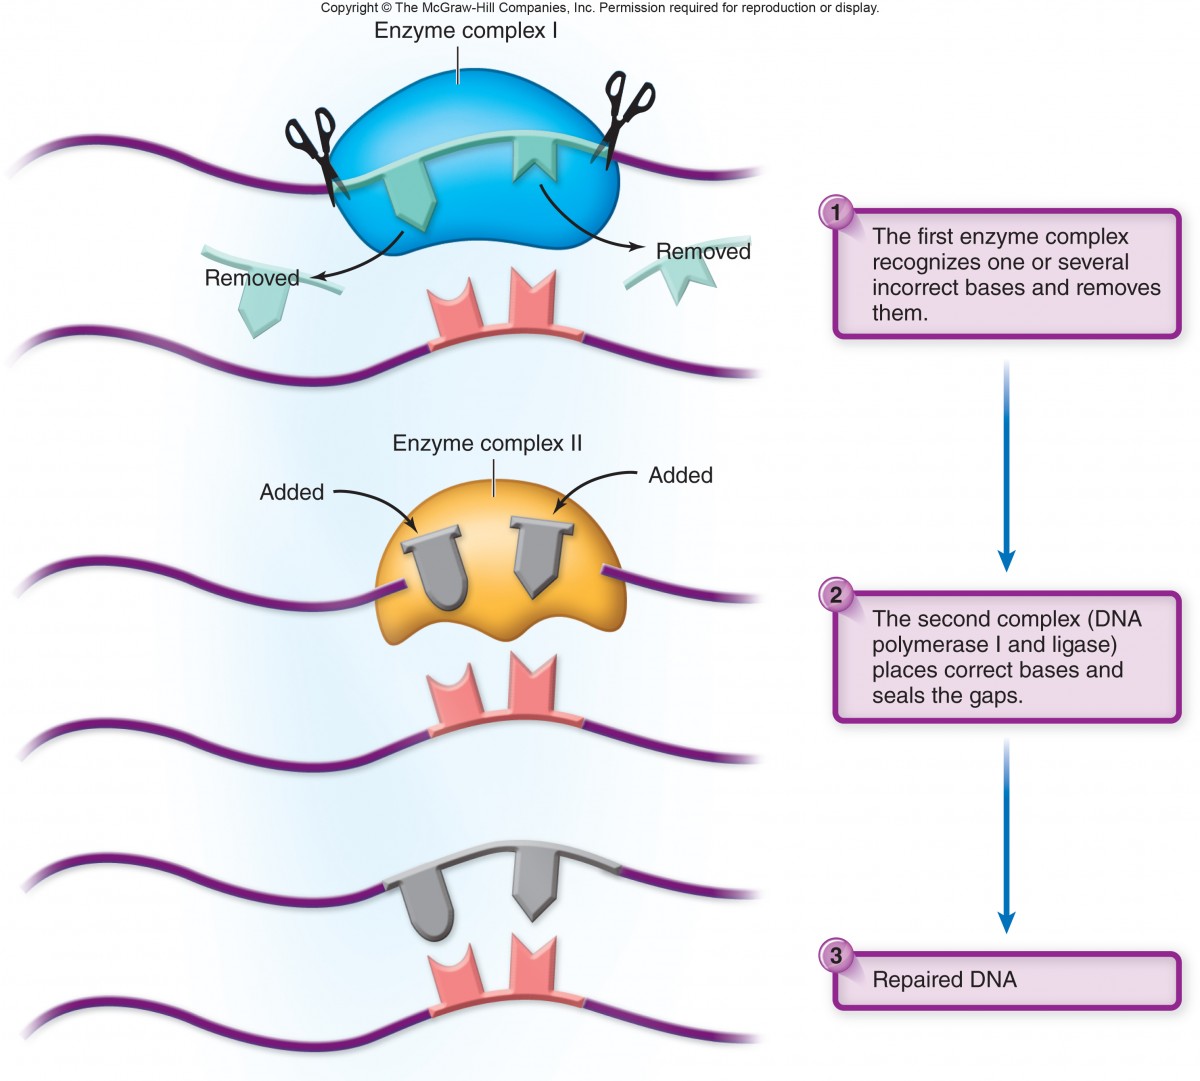 Copyright © The McGraw-Hill Companies, Inc. Permission required for reproduction or display.
Enzyme complex I
Removed
Removed
1
The first enzyme complex
recognizes one or several
incorrect bases and removes
them.
Enzyme complex II
Added
Added
2
The second complex (DNA
polymerase I and ligase)
places correct bases and
seals the gaps.
3
Repaired DNA